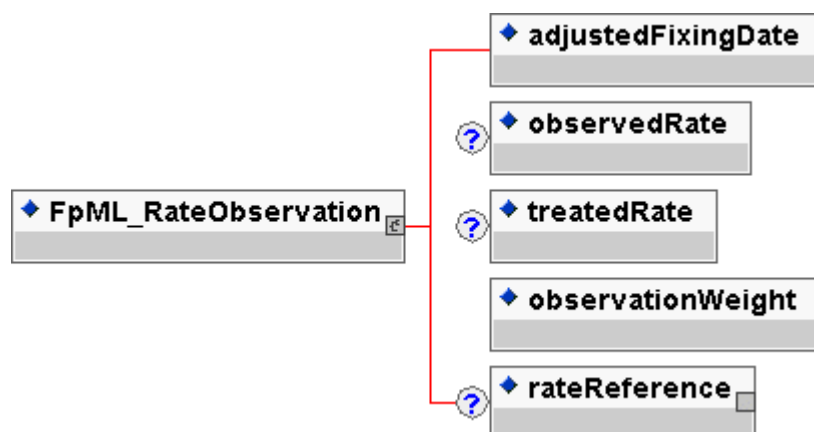 adjustedFixingDate
? observedRate
FpML_RateObservation
? treatedRate
observationWeight
? rateReference